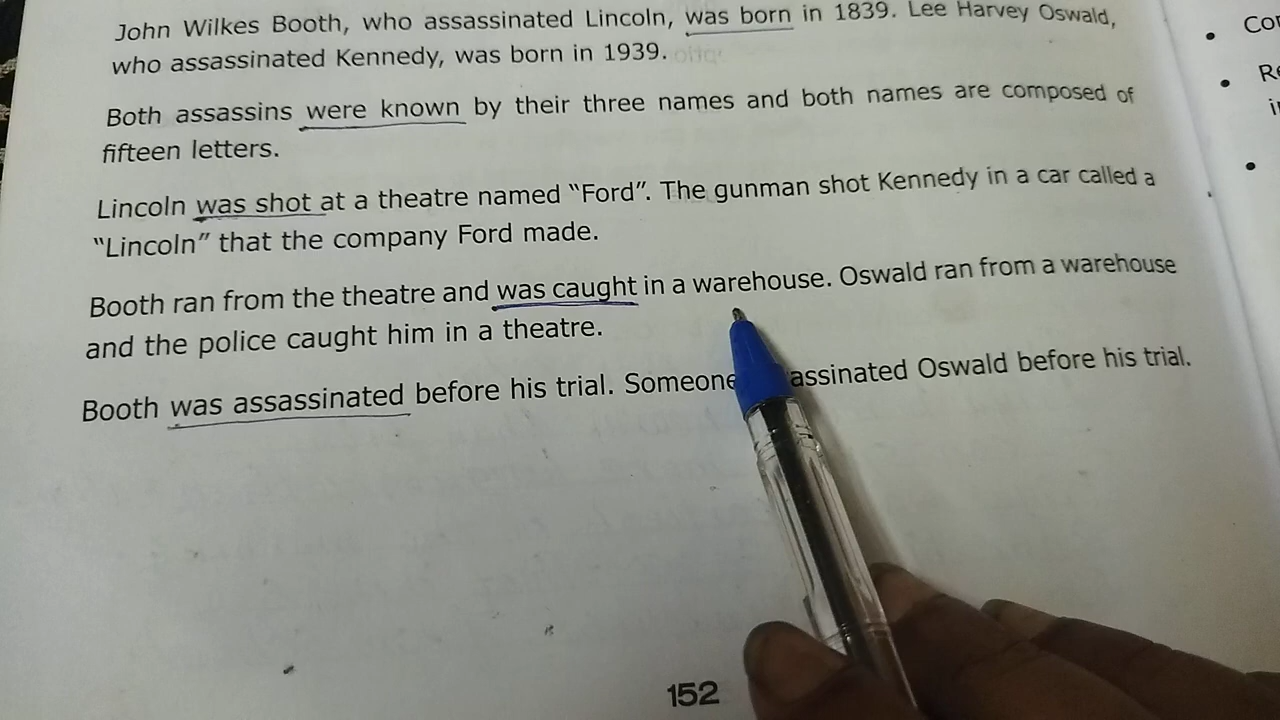 John Wilkes Booth, who assassinated Lincoln, was born in 1839. Lee Harvey Oswald,
who assassinated Kennedy, was born in 1939.
Both assassins were known by their three names and both names are composed of
fifteen letters.
Lincoln was shot at a theatre named “Ford”. The gunman shot Kennedy in a car called a
“Lincoln” that the company Ford made.
Booth ran from the theatre and was caught in a warehouse. Oswald ran from a warehouse
and the police caught him in a theatre.
Booth was assassinated before his trial. Someone assinated Oswald before his trial.
152